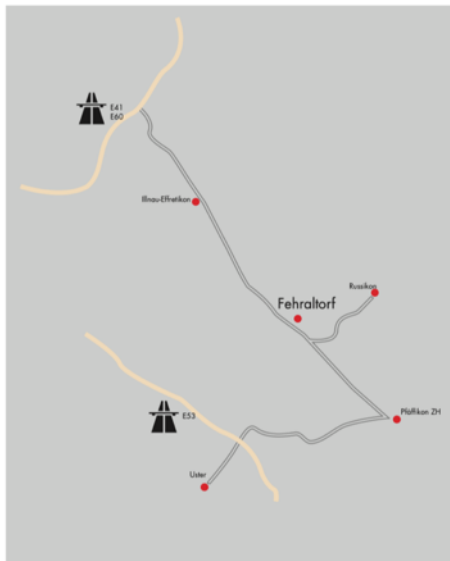 E41
E60
Illnau-Effretikon
Russikon
Fehraltorf
Pfäffikon ZH
E53
Uster